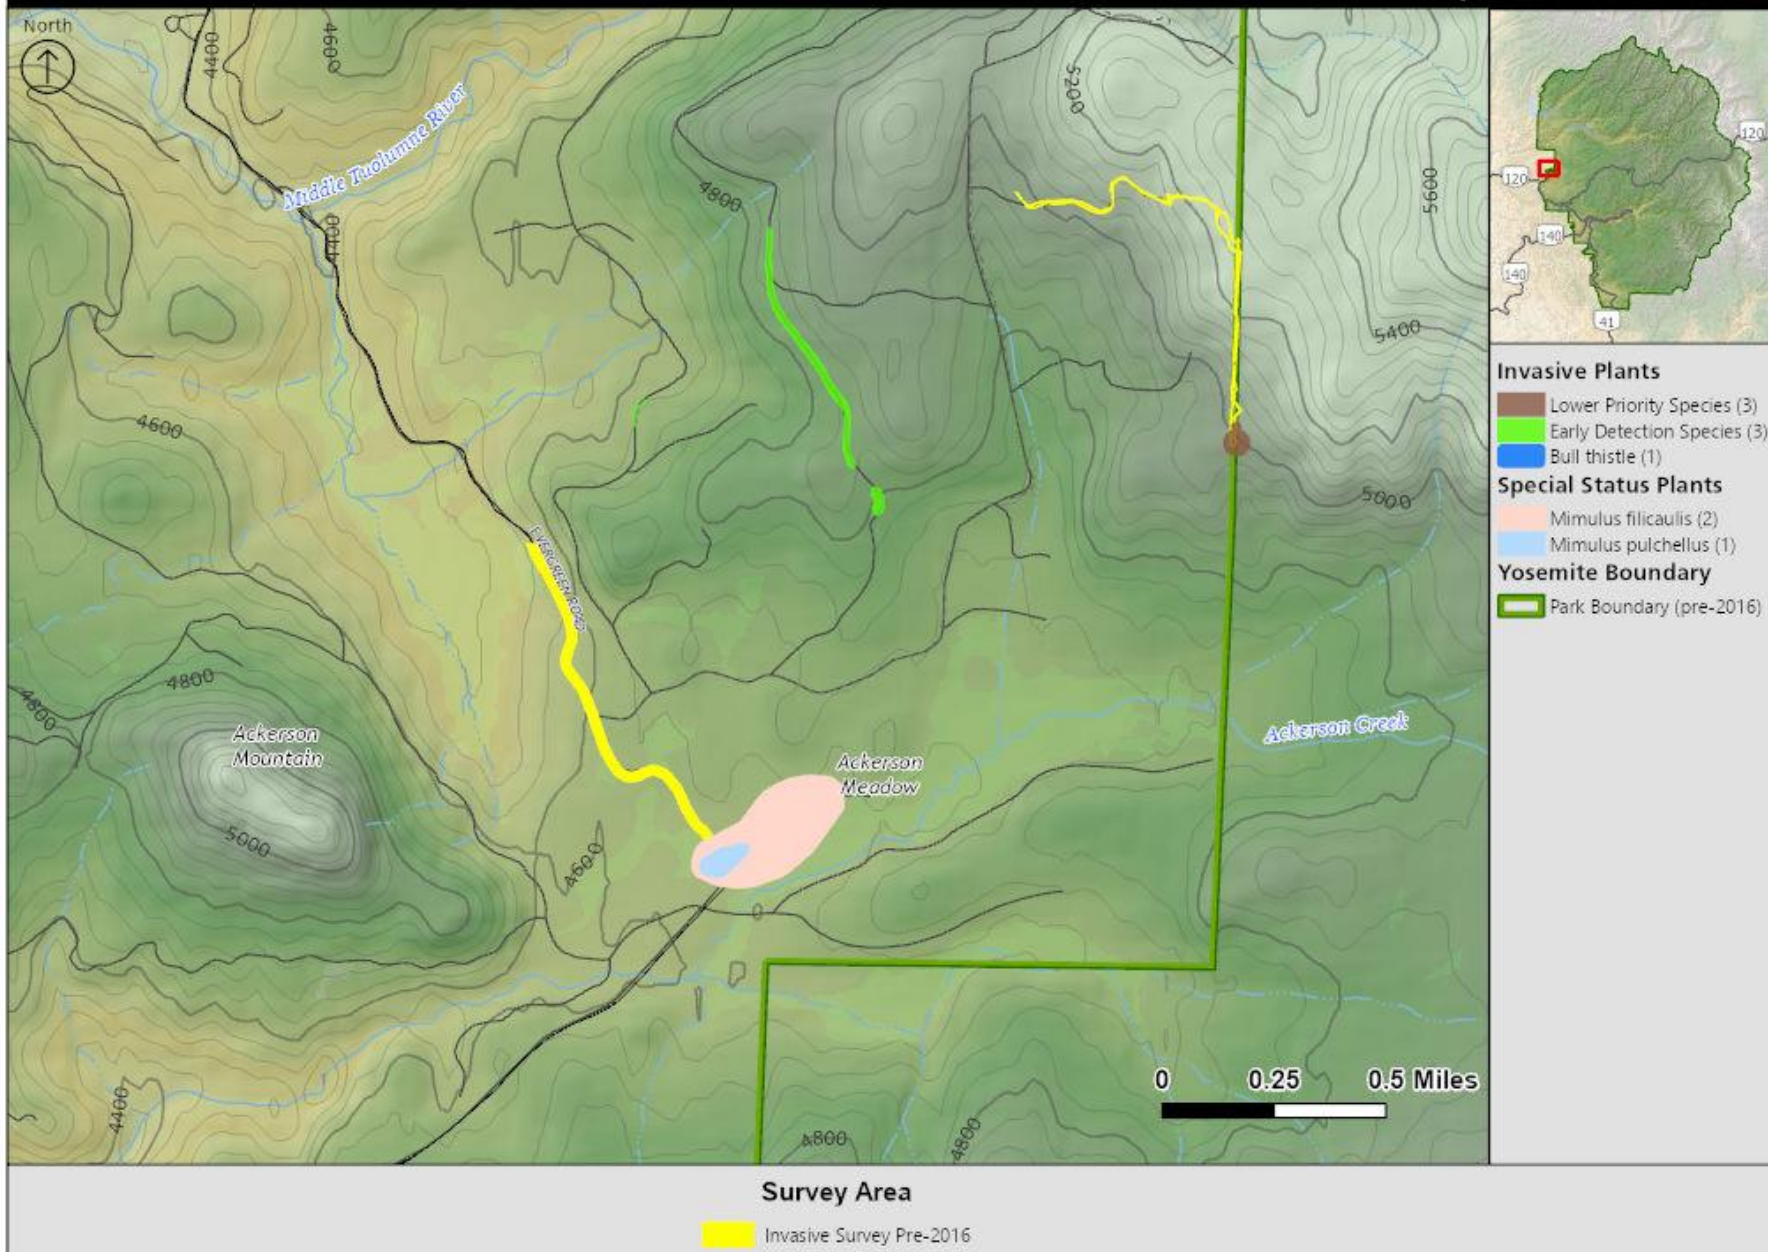 North
4400
4600
Middle Tuolumne River
4400
4800
5200
5600
5400
4600
5000
EVERGREEN ROAD
4800
4800
Ackerson
Mountain
5000
4600
Ackerson
Meadow
Ackerson Creek
4400
4800
4800
0 0.25 0.5 Miles
120
120
140
140
41
Invasive Plants
Lower Priority Species (3)
Early Detection Species (3)
Bull thistle (1)
Special Status Plants
Mimulus filicaulis (2)
Mimulus pulchellus (1)
Yosemite Boundary
Park Boundary (pre-2016)
Survey Area
Invasive Survey Pre-2016